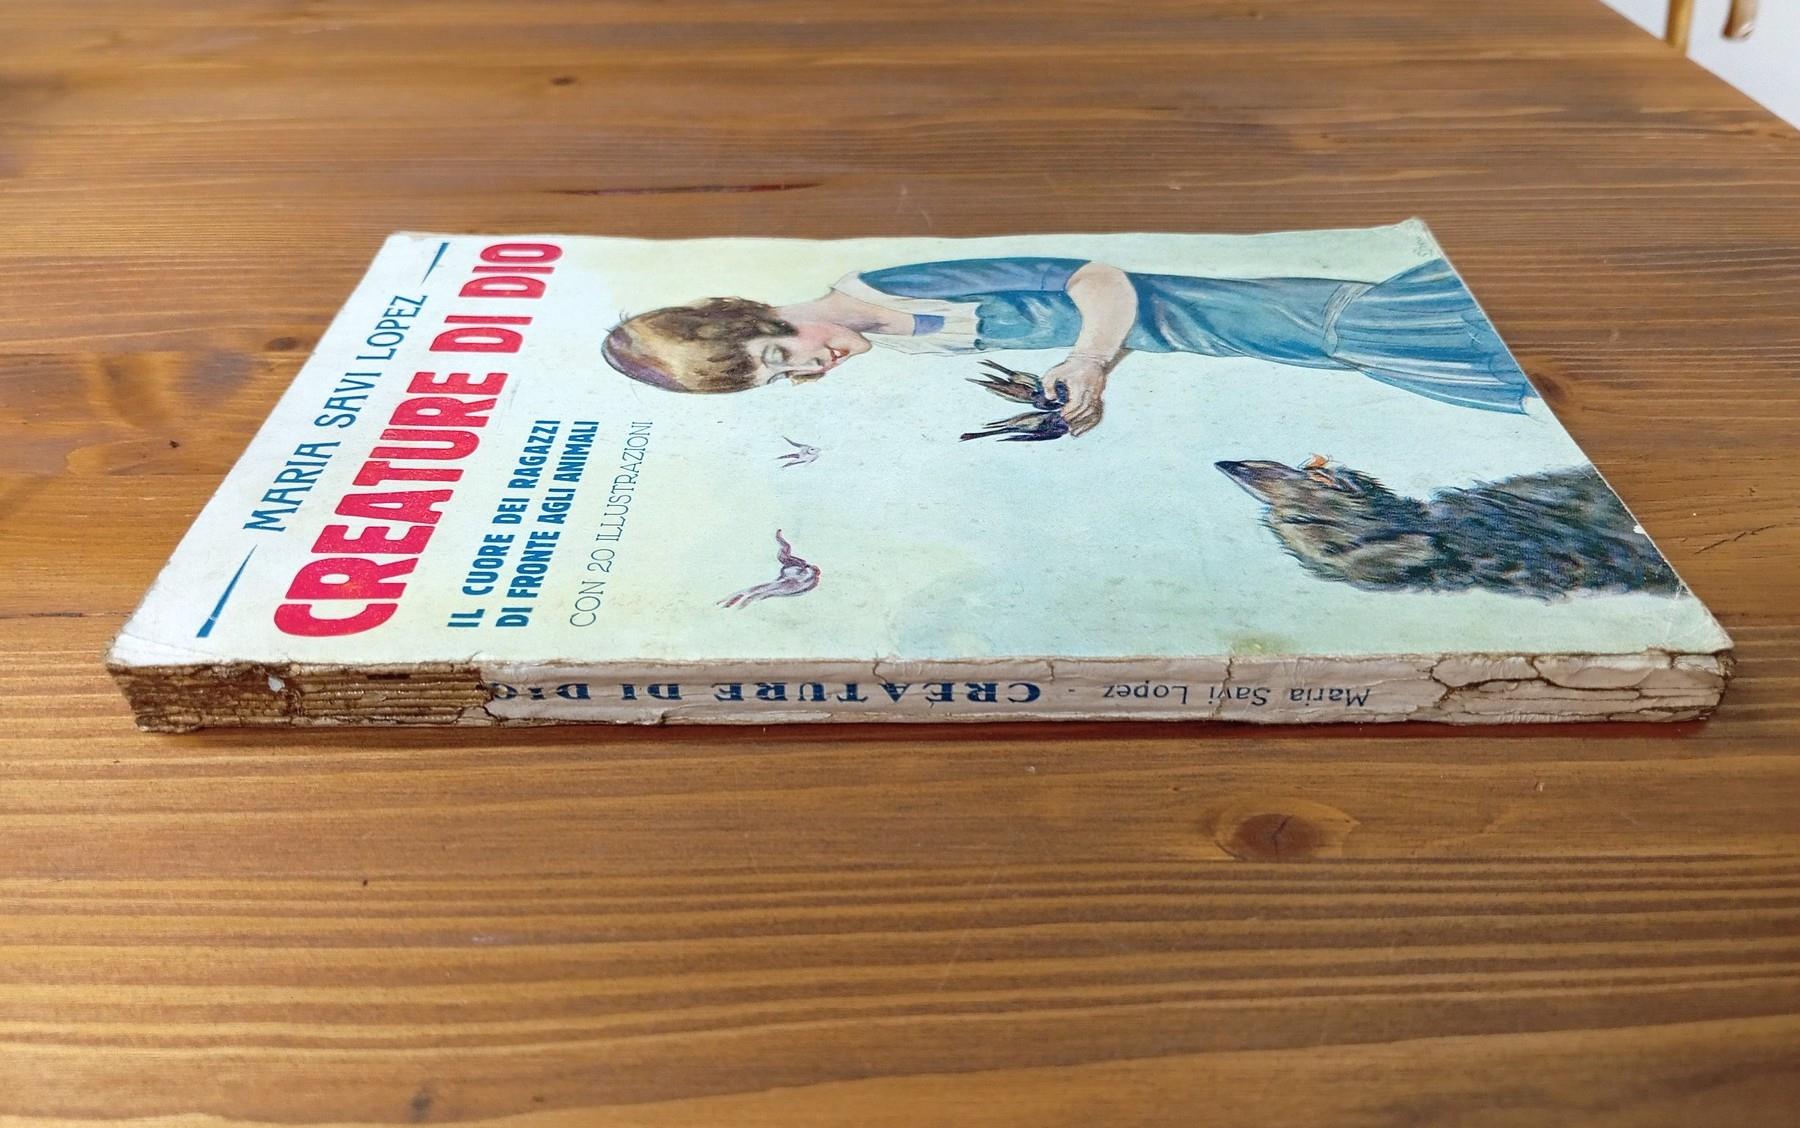 MARIA SAVI LOPEZ
CREATURE DI DIO
IL CUORE DEI RAGAZZI
DI FRONTE AGLI ANIMALI
CON 20 ILLUSTRAZIONI
Maria Savi Lopez - CREATURE DI DIO